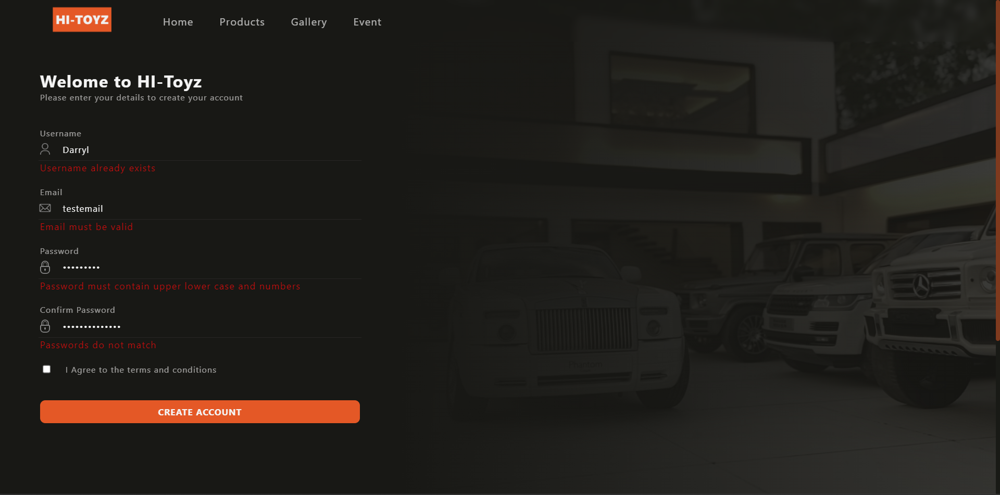 HI-TOYZ
Home Products Gallery Event
Welome to HI-Toyz
Please enter your details to create your account
Username
Darryl
Username already exists
Email
testemail
Email must be valid
Password
•••••••••
Password must contain upper lower case and numbers
Confirm Password
••••••••••••••
Passwords do not match
I Agree to the terms and conditions
CREATE ACCOUNT
Phantom